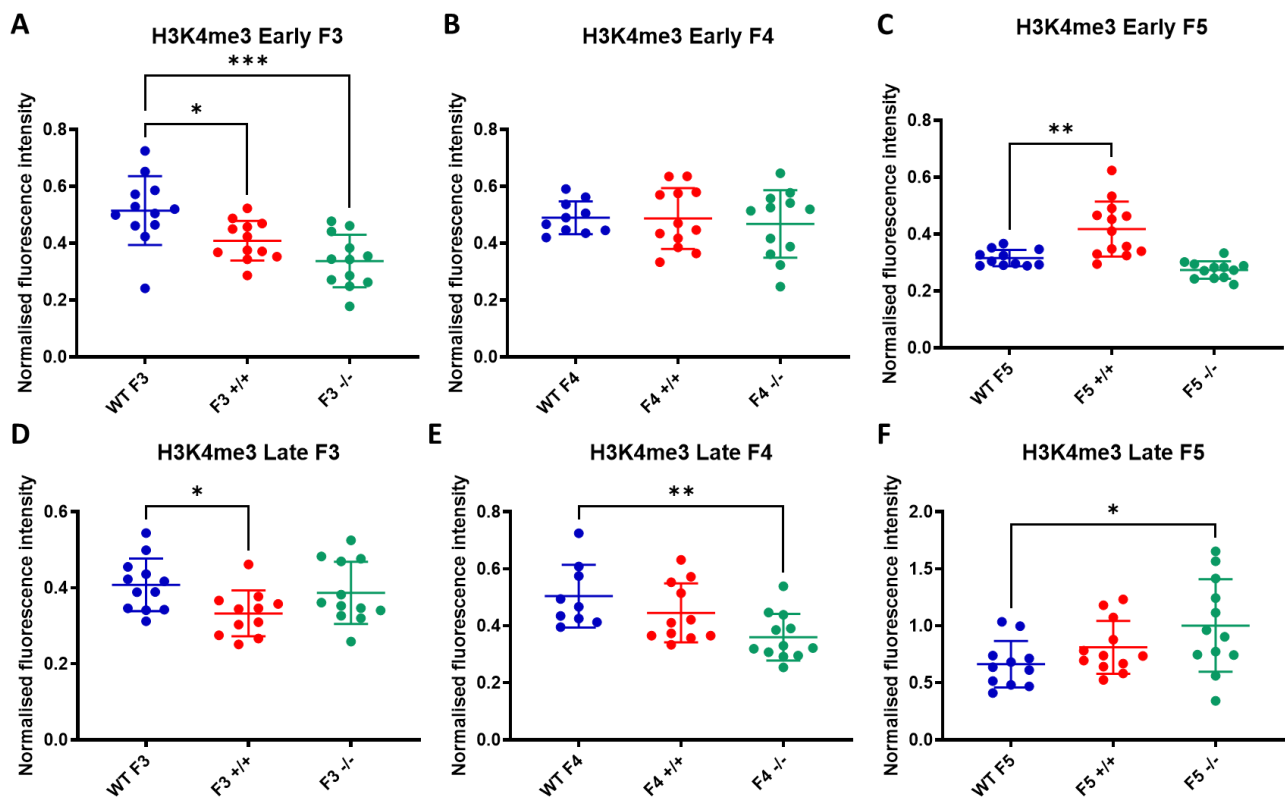 A
H3K4me3 Early F3
***
*
Normalised fluorescence intensity
0.8
0.6
0.4
0.2
0.0
WT F3
F3 +/+
F3 -/-
B
H3K4me3 Early F4
Normalised fluorescence intensity
0.8
0.6
0.4
0.2
0.0
WT F4
F4 +/+
F4 -/-
C
H3K4me3 Early F5
**
Normalised fluorescence intensity
0.8
0.6
0.4
0.2
0.0
WT F5
F5 +/+
F5 -/-
D
H3K4me3 Late F3
*
Normalised fluorescence intensity
0.6
0.4
0.2
0.0
WT F3
F3 +/+
F3 -/-
E
H3K4me3 Late F4
**
Normalised fluorescence intensity
0.8
0.6
0.4
0.2
0.0
WT F4
F4 +/+
F4 -/-
F
H3K4me3 Late F5
*
Normalised fluorescence intensity
2.0
1.5
1.0
0.5
0.0
WT F5
F5 +/+
F5 -/-